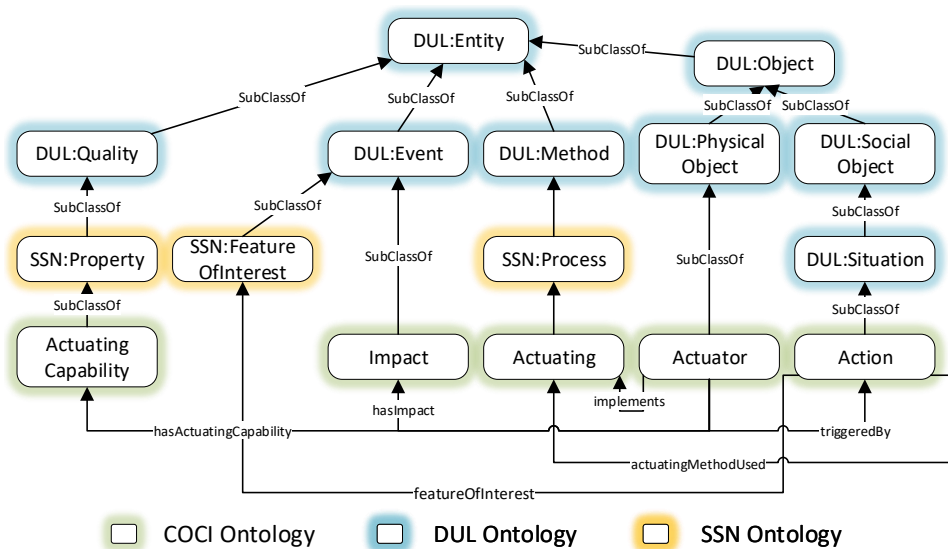 DUL:Entity
SubClassOf
DUL:Object
SubClassOf
SubClassOf
SubClassOf
SubClassOf
SubClassOf
DUL:Quality
DUL:Event
DUL:Method
DUL:Physical
Object
DUL:Social
Object
SubClassOf
SubClassOf
SubClassOf
SSN:Property
SSN:Feature
OfInterest
SubClassOf
SSN:Process
SubClassOf
DUL:Situation
SubClassOf
SubClassOf
Actuating
Capability
Impact
Actuating
Actuator
Action
hasImpact
implements
hasActuatingCapability
triggeredBy
actuatingMethodUsed
featureOfInterest
COCI Ontology
DUL Ontology
SSN Ontology